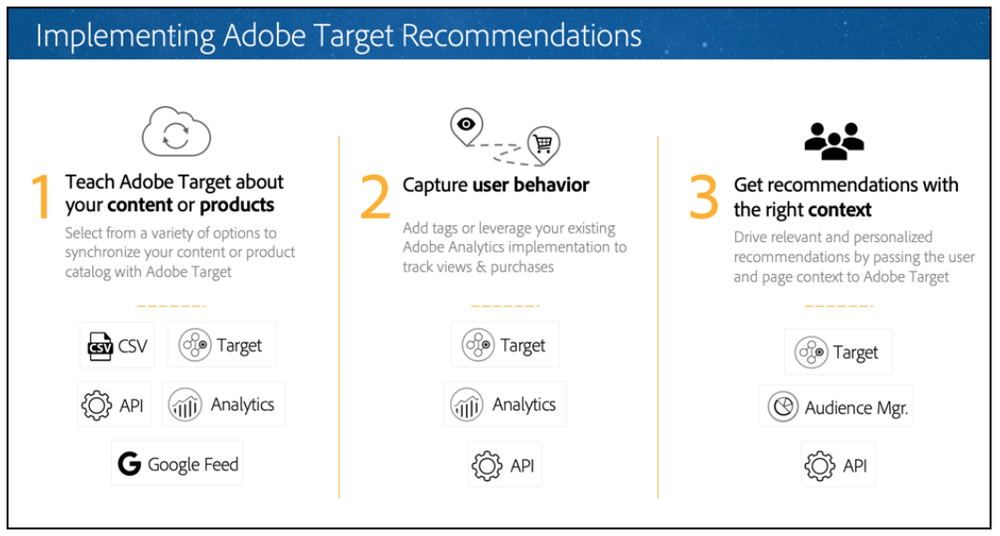 Implementing Adobe Target Recommendations
1
Teach Adobe Target about
your content or products
Select from a variety of options to
synchronize your content or product
catalog with Adobe Target
CSV
CSV
Target
API
Analytics
G Google Feed
2
Capture user behavior
Add tags or leverage your existing
Adobe Analytics implementation to
track views & purchases
Target
Analytics
API
3
Get recommendations with
the right context
Drive relevant and personalized
recommendations by passing the user
and page context to Adobe Target
Target
Audience Mgr.
API